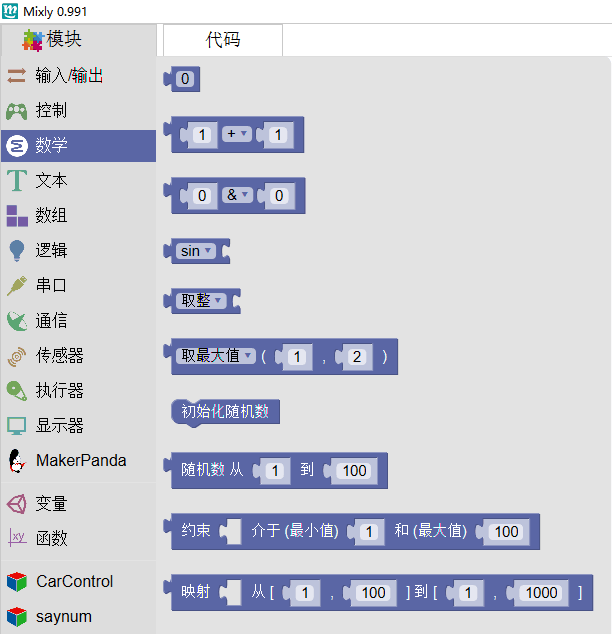 Mixly 0.991
模块
代码
输入/输出
控制
数学
文本
数组
逻辑
串口
通信
传感器
执行器
显示器
MakerPanda
变量
函数
CarControl
saynum
0
1 + 1
0 & 0
sin
取整
取最大值 ( 1 , 2 )
初始化随机数
随机数 从 1 到 100
约束 介于 (最小值) 1 和 (最大值) 100
映射 从 [ 1 , 100 ] 到 [ 1 , 1000 ]